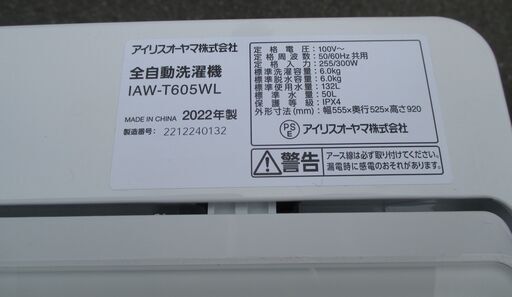 アイリスオーヤマ株式会社
全自動洗濯機
IAW-T605WL
MADE IN CHINA 2022年製
製造番号: 2212240132
定格電圧:100V~
定格周波数:50/60Hz共用
定格入力:255/300W
標準洗濯容量:6.0kg
標準脱水容量:6.0kg
標準使用水量:132L
標準水量:50L
保護等級:IPX4
外形寸法(mm):幅555×奥行525×高さ920
PS
E アイリスオーヤマ株式会社
警告
アース線は必ず取り付けてください。
漏電時に感電のおそれがあります。